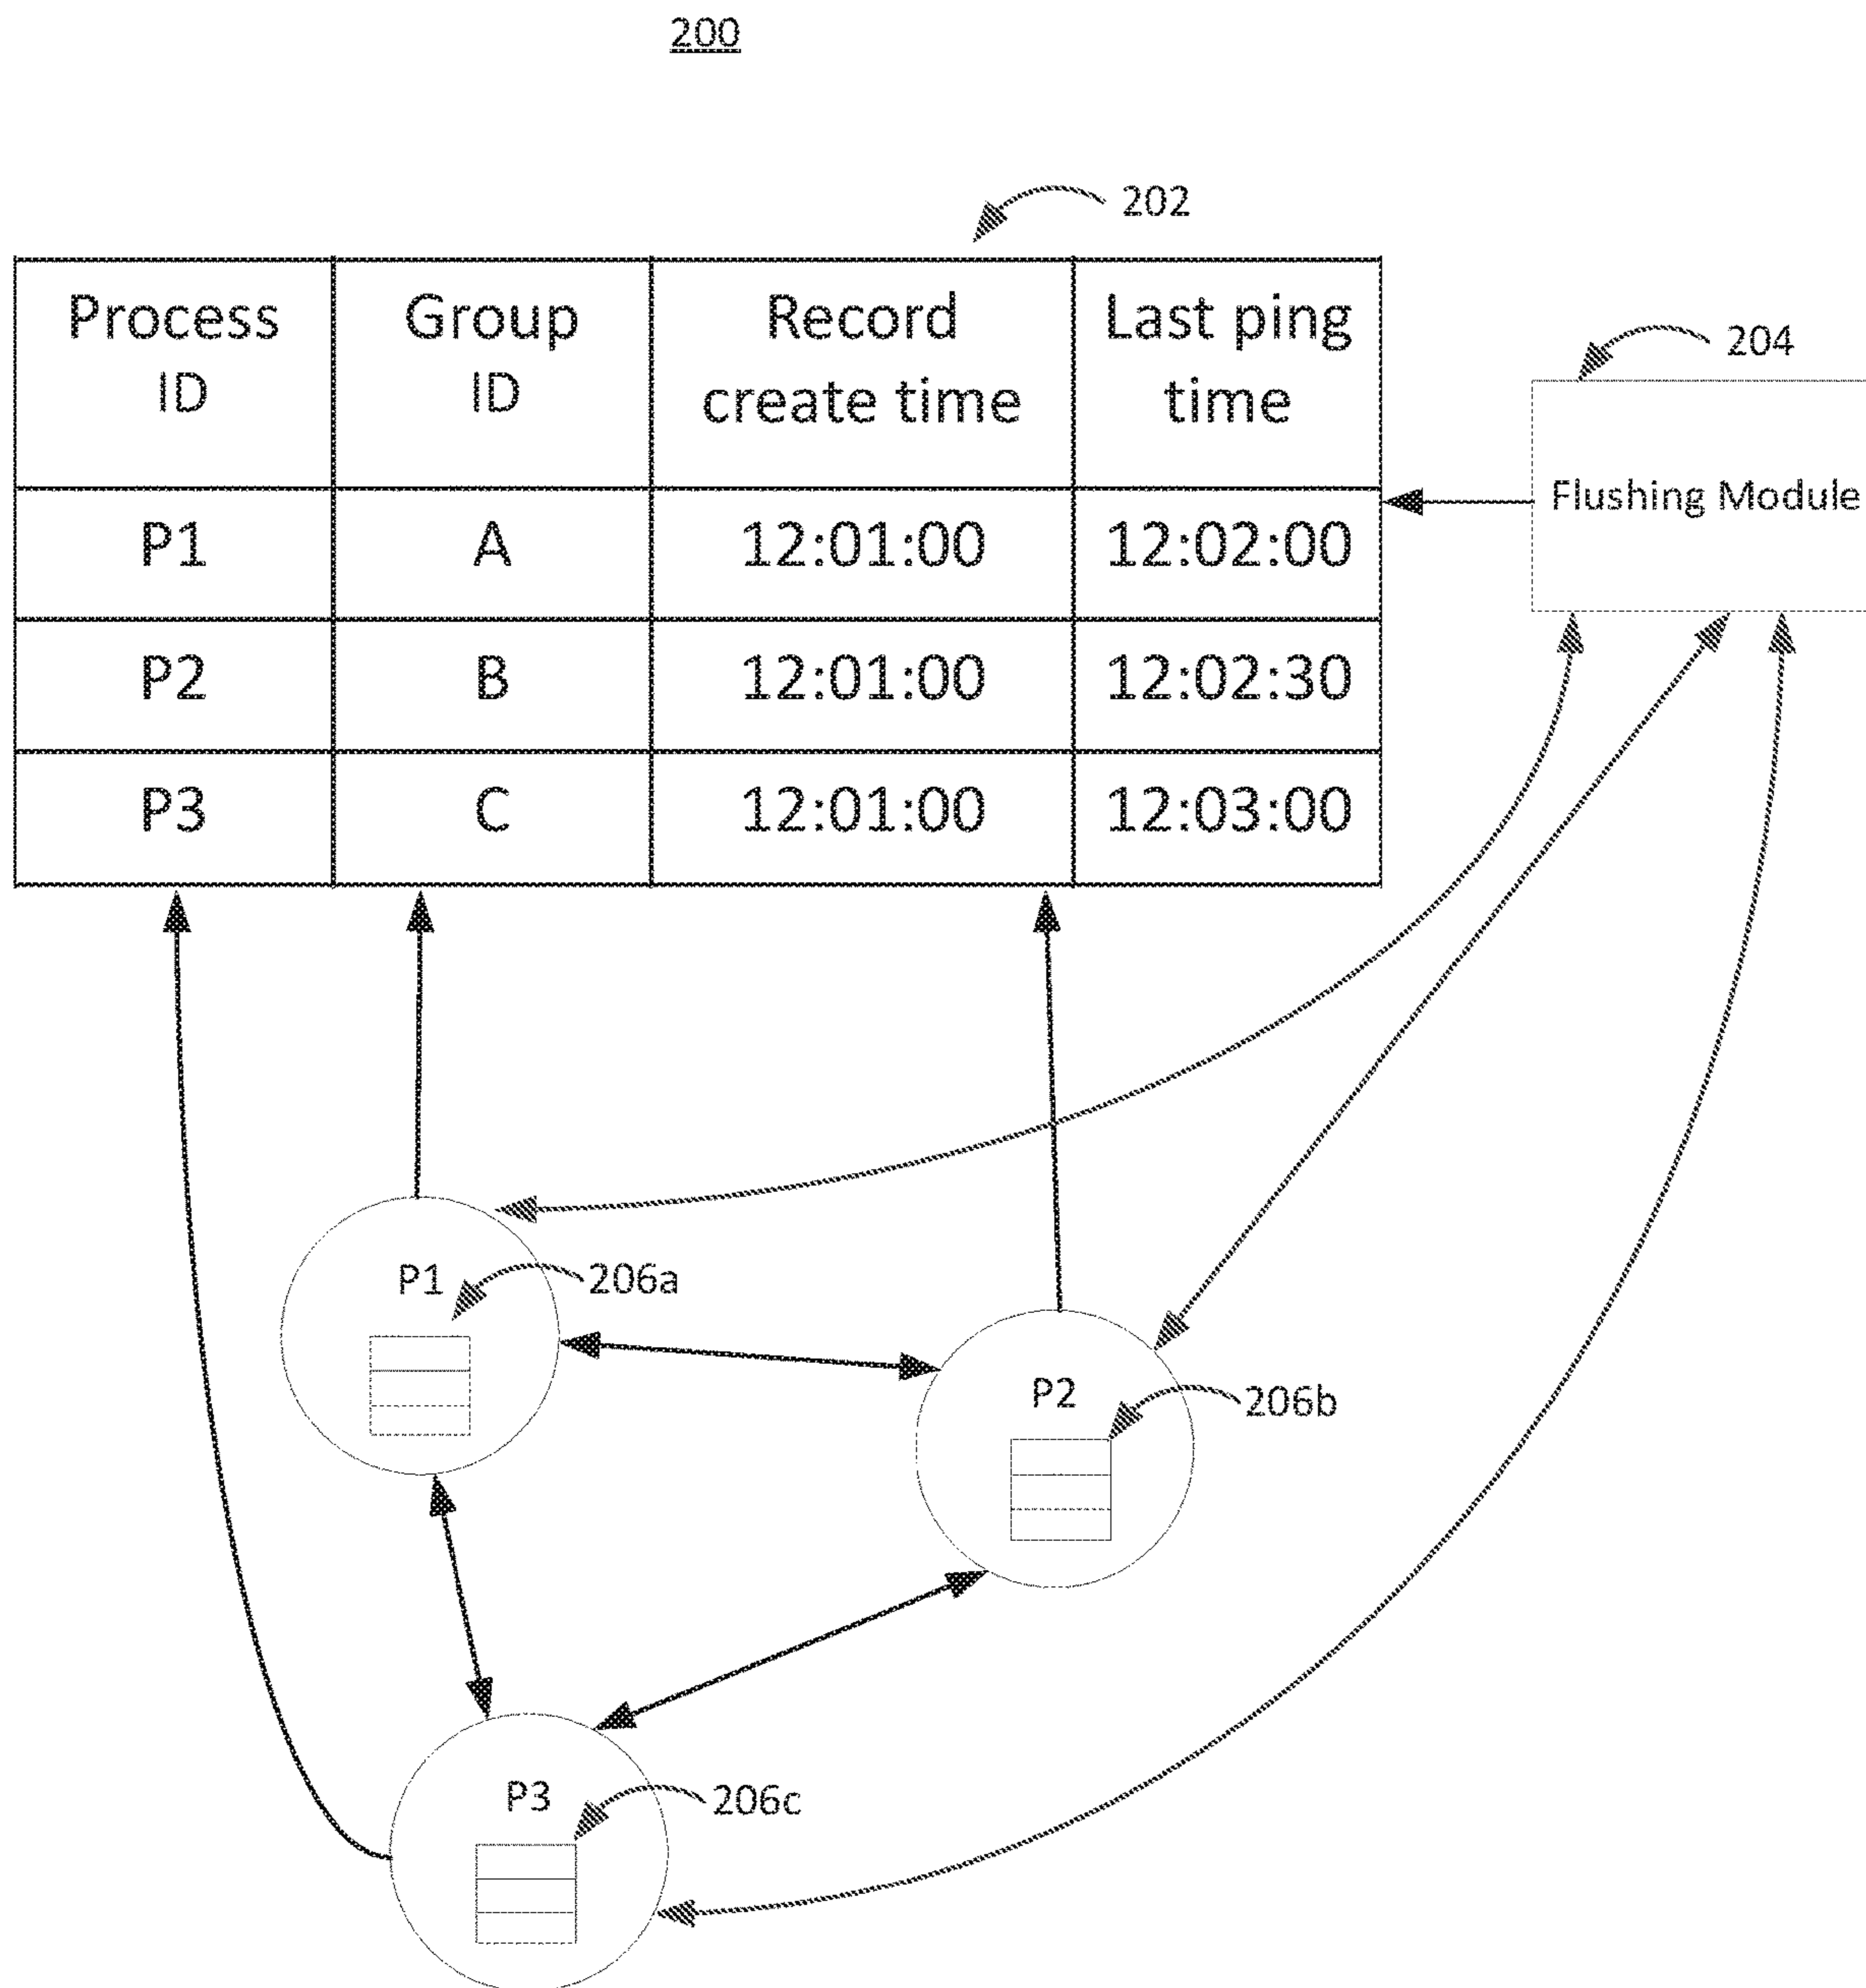 200
202
Process ID Group ID Record create time Last ping time
204
Flushing Module
P1 A 12:01:00 12:02:00
P2 B 12:01:00 12:02:30
P3 C 12:01:00 12:03:00
P1
206a
P2
206b
P3
206c